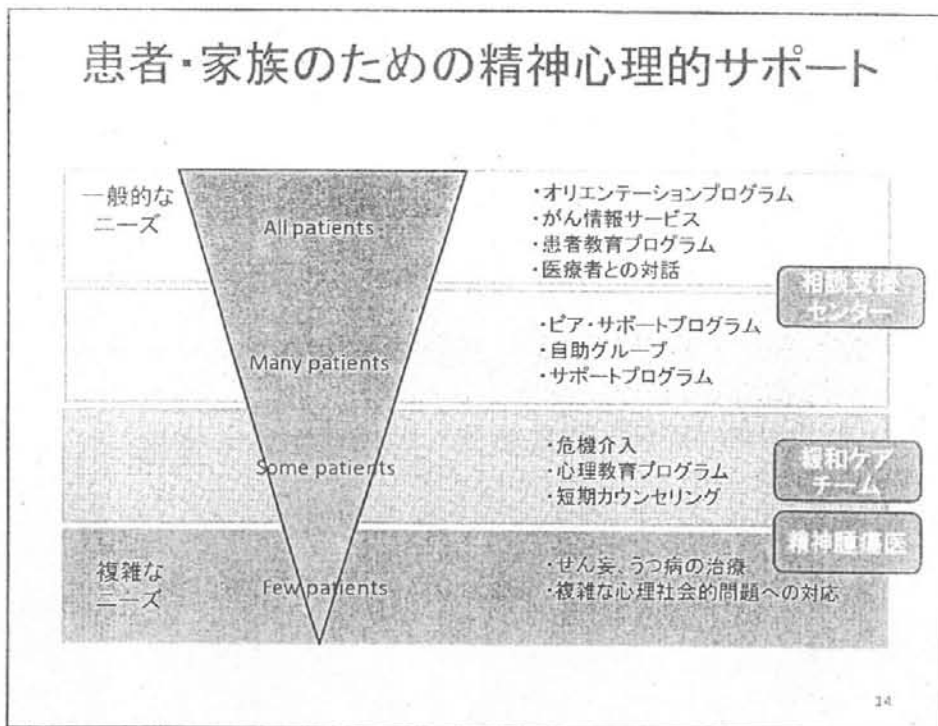 患者・家族のための精神心理的サポート
一般的な
ニーズ
All patients
・オリエンテーションプログラム
・がん情報サービス
・患者教育プログラム
・医療者との対話
相談支援
センター
Many patients
・ピア・サポートプログラム
・自助グループ
・サポートプログラム
Some patients
・危機介入
・心理教育プログラム
・短期カウンセリング
緩和ケア
チーム
精神腫瘍医
複雑な
ニーズ
Few patients
・せん妄、うつ病の治療
・複雑な心理社会的問題への対応
14